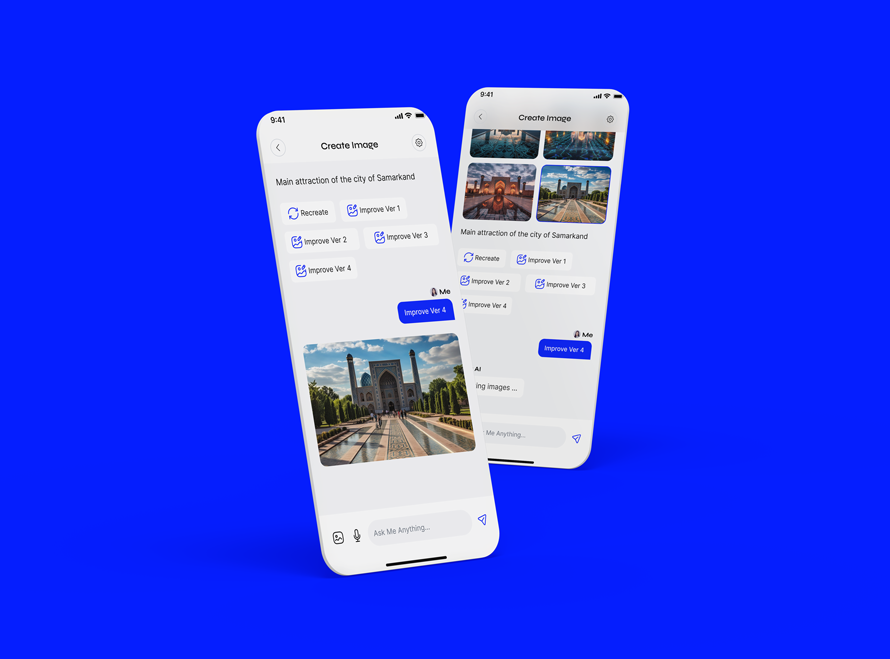 9:41
Create Image
Main attraction of the city of Samarkand
Recreate
Improve Ver 1
Improve Ver 2
Improve Ver 3
Improve Ver 4
Me
Improve Ver 4
Ask Me Anything...
9:41
Create Image
Main attraction of the city of Samarkand
Recreate
Improve Ver 1
Improve Ver 2
Improve Ver 3
Improve Ver 4
Me
Improve Ver 4
AI
ing images ...
Me Anything...